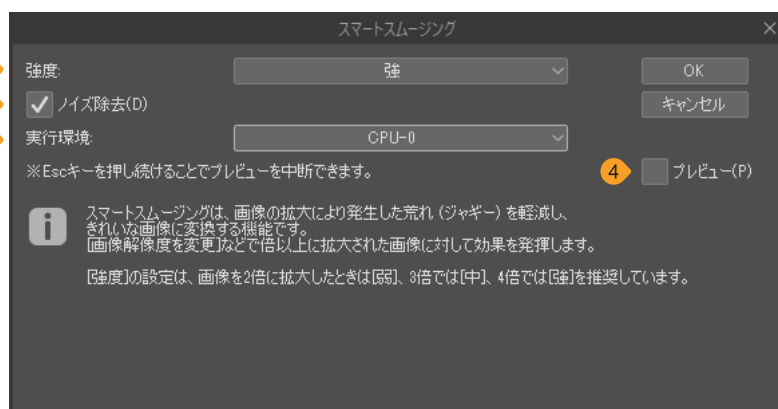 スマートスムージング
強度: 強 OK
ノイズ除去(D) キャンセル
実行環境: CPU-0
※Escキーを押し続けることでプレビューを中断できます。 4 プレビュー(P)
スマートスムージングは、画像の拡大により発生した荒れ（ジャギー）を軽減し、
きれいな画像に変換する機能です。
[画像解像度を変更]などで倍以上に拡大された画像に対して効果を発揮します。
[強度]の設定は、画像を2倍に拡大したときは[弱]、3倍では[中]、4倍では[強]を推奨しています。